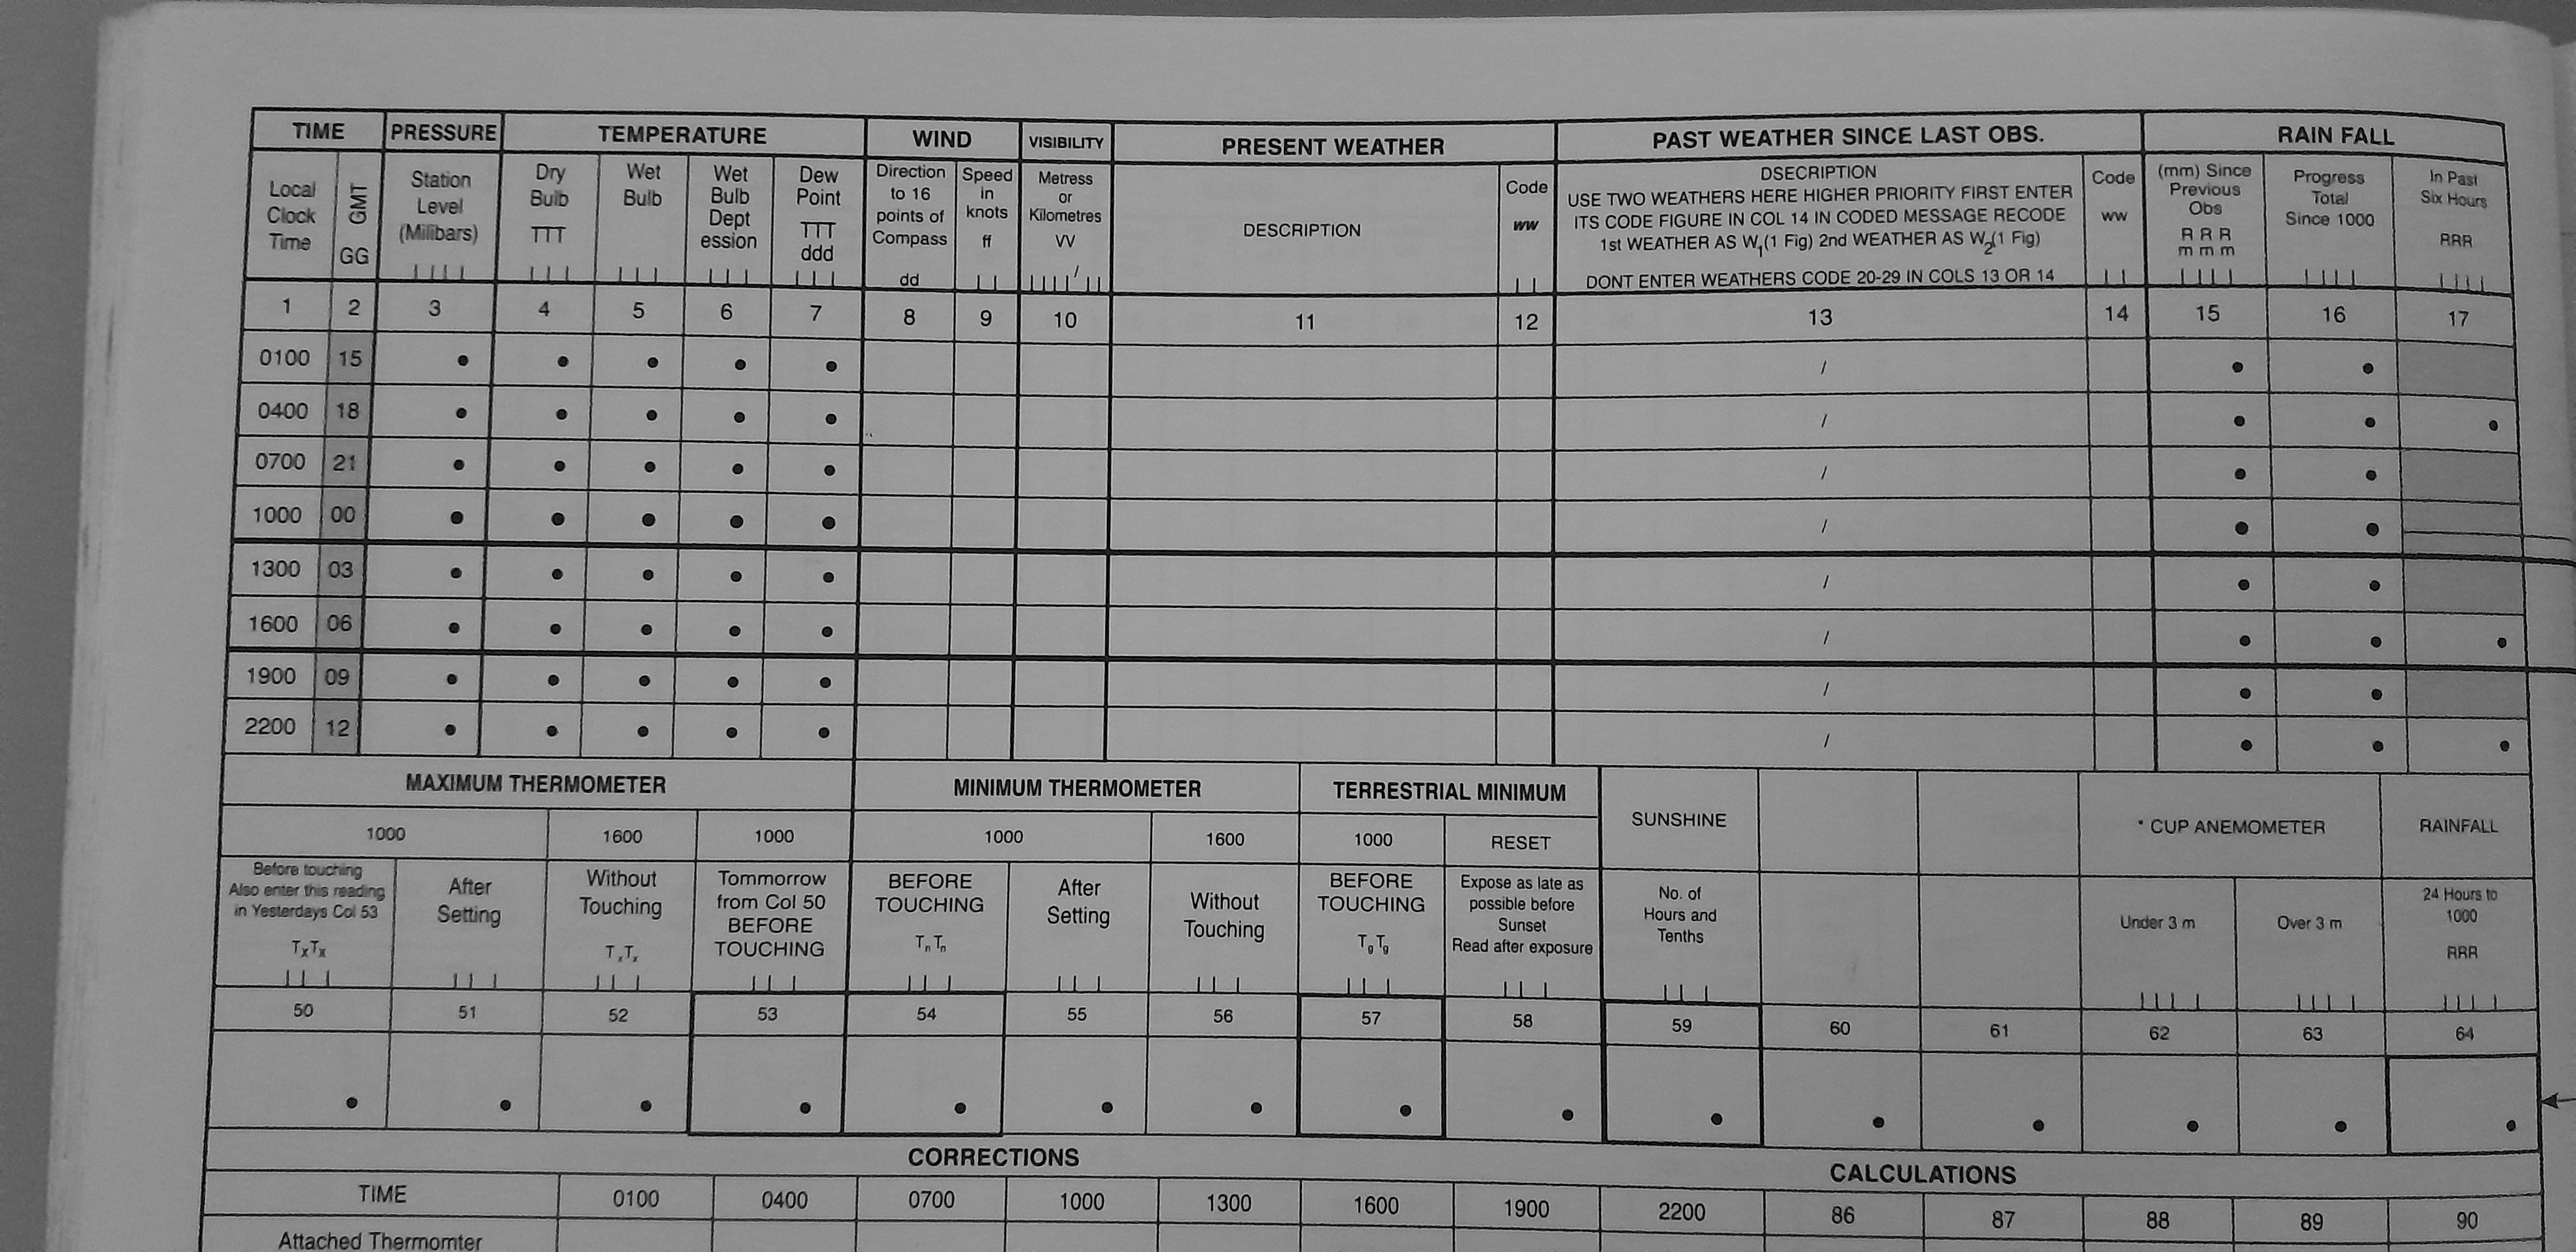 TIME PRESSURE TEMPERATURE WIND VISIBILITY PRESENT WEATHER PAST WEATHER SINCE LAST OBS. RAIN FALL
Local Clock Time
GMT GG
Station Level (Milibars)
Dry Bulb TTT
Wet Bulb
Wet Bulb Dept ession
Dew Point TTT ddd
Direction to 16 points of Compass dd
Speed in knots ff
Metress or Kilometres VV
DESCRIPTION
Code ww
DSECRIPTION
USE TWO WEATHERS HERE HIGHER PRIORITY FIRST ENTER
ITS CODE FIGURE IN COL 14 IN CODED MESSAGE RECODE
1st WEATHER AS W1(1 Fig) 2nd WEATHER AS W2(1 Fig)
DONT ENTER WEATHERS CODE 20-29 IN COLS 13 OR 14
Code ww
(mm) Since Previous Obs R R R m m m
Progress Total Since 1000
In Past Six Hours RRR
1 2 3 4 5 6 7 8 9 10 11 12 13 14 15 16 17
0100 15 • • • • • / • •
0400 18 • • • • • / • • •
0700 21 • • • • • / • •
1000 00 • • • • • / • •
1300 03 • • • • • / • •
1600 06 • • • • • / • • •
1900 09 • • • • • / • •
2200 12 • • • • • / • • •
MAXIMUM THERMOMETER MINIMUM THERMOMETER TERRESTRIAL MINIMUM SUNSHINE * CUP ANEMOMETER RAINFALL
1000 1600 1000 1000 1600 1000 RESET
Before touching Also enter this reading in Yesterdays Col 53 TxTx
After Setting
Without Touching TxTx
Tommorrow from Col 50 BEFORE TOUCHING
BEFORE TOUCHING TnTn
After Setting
Without Touching
BEFORE TOUCHING TgTg
Expose as late as possible before Sunset Read after exposure
No. of Hours and Tenths
Under 3 m
Over 3 m
24 Hours to 1000 RRR
50 51 52 53 54 55 56 57 58 59 60 61 62 63 64
• • • • • • • • • • • • • • •
CORRECTIONS CALCULATIONS
TIME 0100 0400 0700 1000 1300 1600 1900 2200 86 87 88 89 90
Attached Thermomter